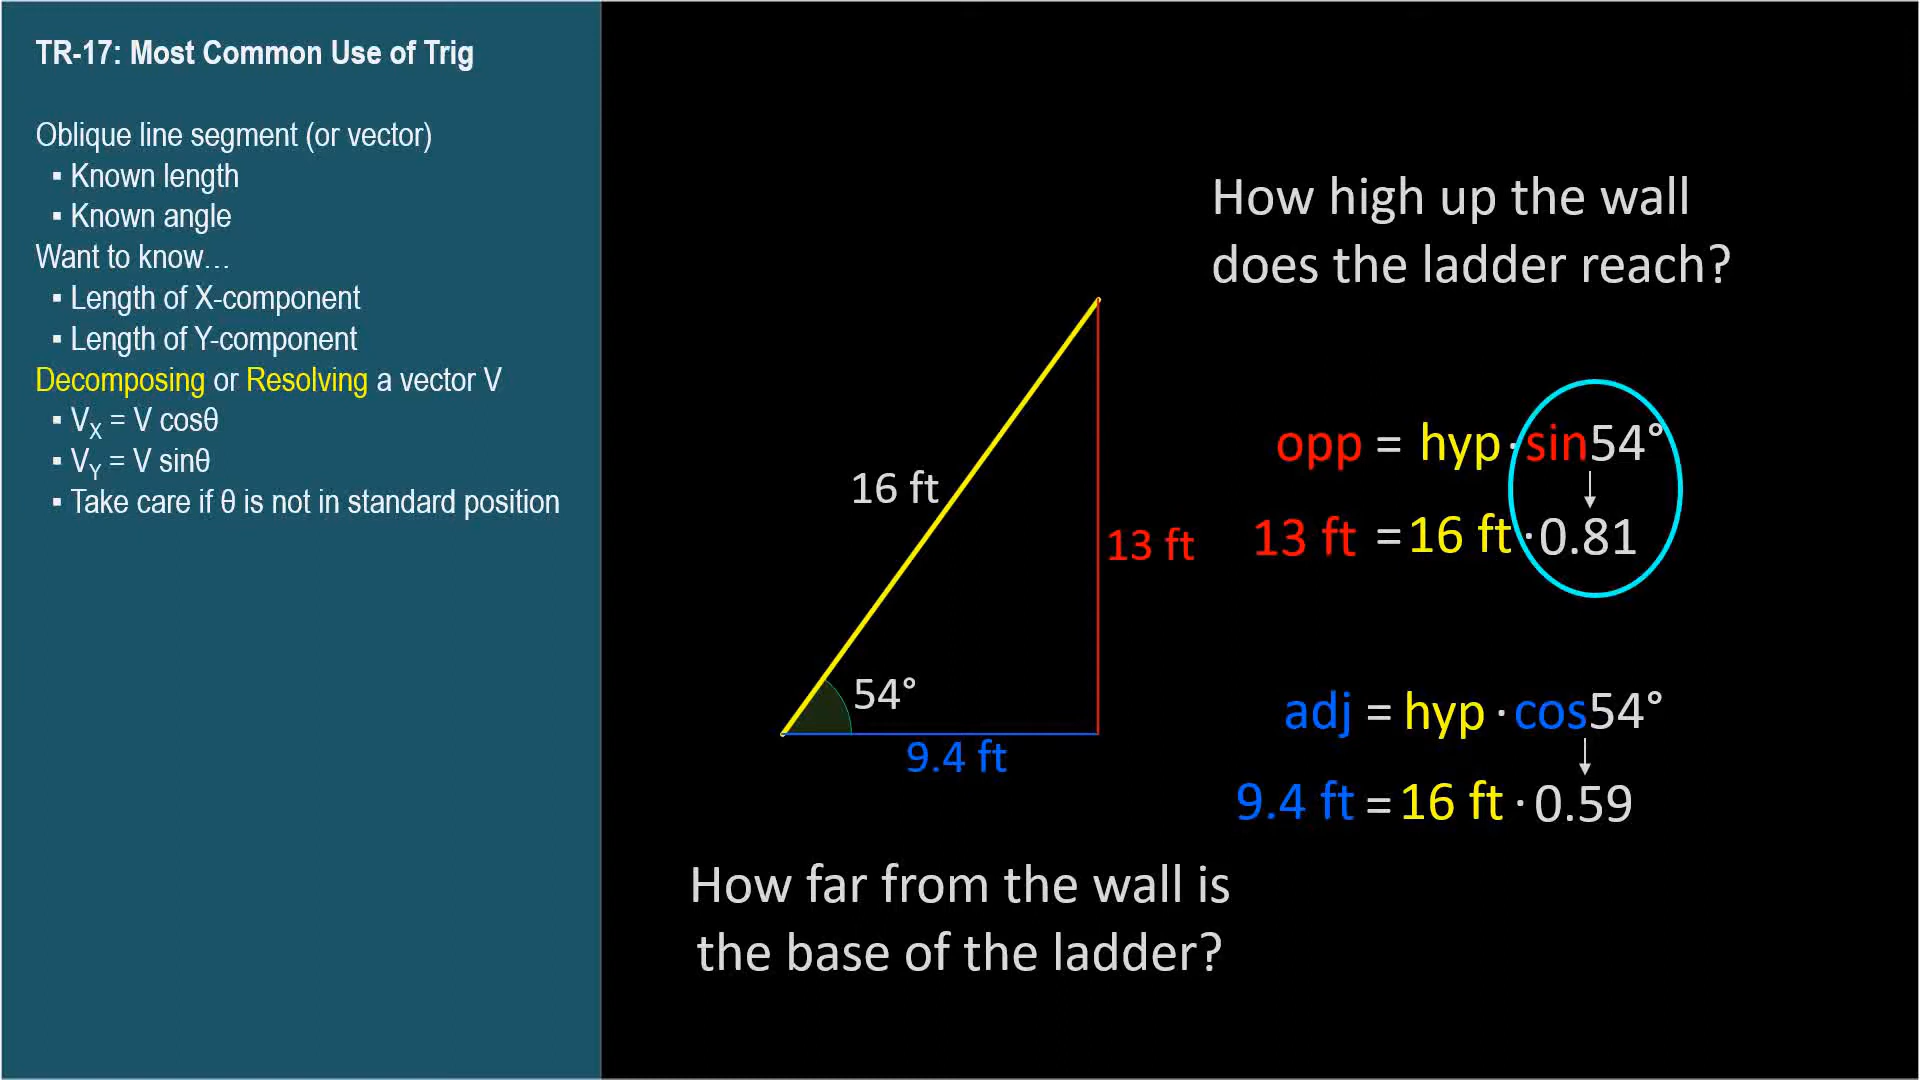 TR-17: Most Common Use of Trig
Oblique line segment (or vector)
▪ Known length
▪ Known angle
Want to know…
▪ Length of X-component
▪ Length of Y-component
Decomposing or Resolving a vector V
▪ VX = V cosθ
▪ VY = V sinθ
▪ Take care if θ is not in standard position
How high up the wall
does the ladder reach?
opp = hyp · sin54°
13 ft = 16 ft · 0.81
16 ft
13 ft
54°
9.4 ft
adj = hyp · cos54°
9.4 ft = 16 ft · 0.59
How far from the wall is
the base of the ladder?